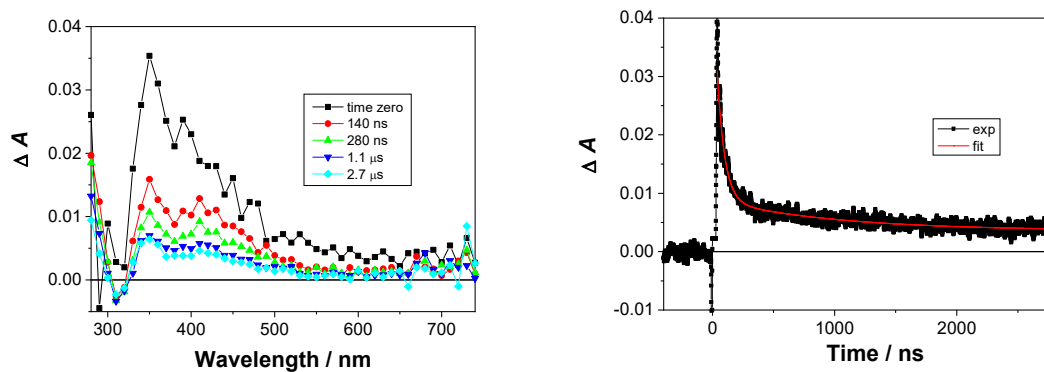 0.04
0.03
0.02
0.01
0.00
Δ A
time zero
140 ns
280 ns
1.1 μs
2.7 μs
300 400 500 600 700
Wavelength / nm
0.04
0.03
0.02
0.01
0.00
-0.01
Δ A
exp
fit
0 1000 2000
Time / ns